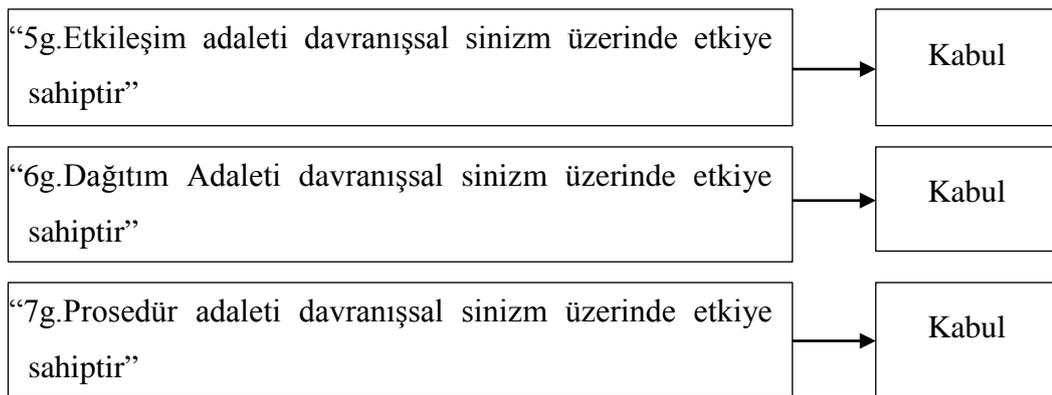 “5g.Etkileşim adaleti davranışsal sinizm üzerinde etkiye
sahiptir”
Kabul
“6g.Dağıtım Adaleti davranışsal sinizm üzerinde etkiye
sahiptir”
Kabul
“7g.Prosedür adaleti davranışsal sinizm üzerinde etkiye
sahiptir”
Kabul